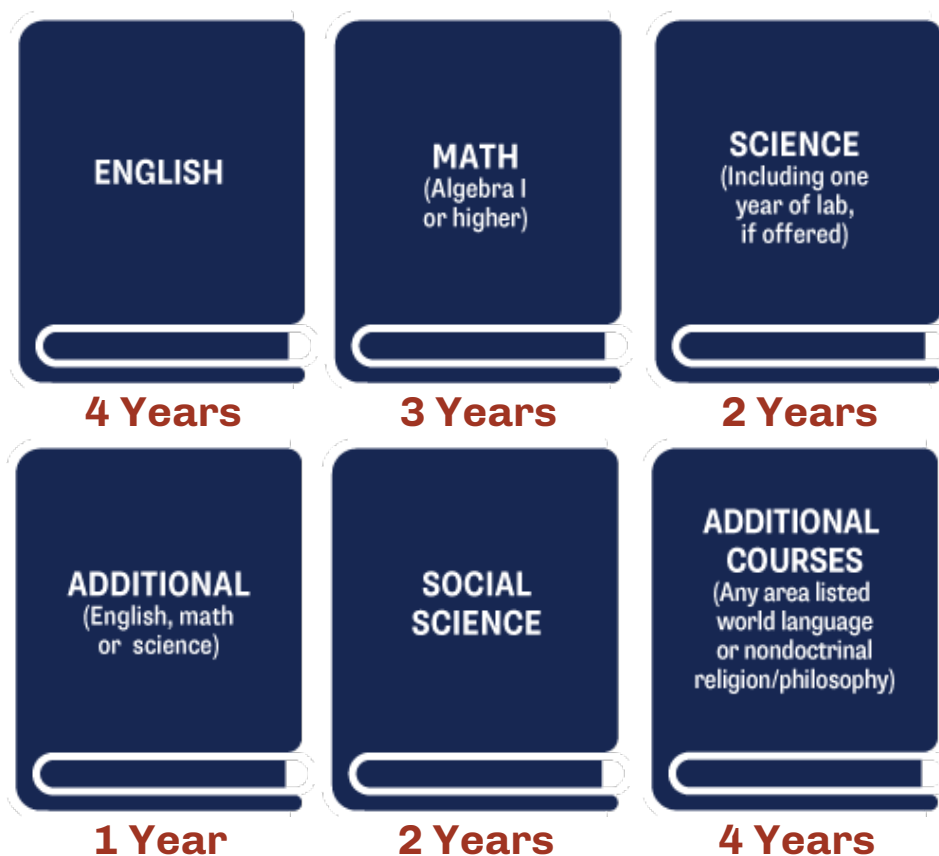 ENGLISH
4 Years
MATH
(Algebra I
or higher)
3 Years
SCIENCE
(Including one
year of lab,
if offered)
2 Years
ADDITIONAL
(English, math
or science)
1 Year
SOCIAL
SCIENCE
2 Years
ADDITIONAL
COURSES
(Any area listed
world language
or nondoctrinal
religion/philosophy)
4 Years